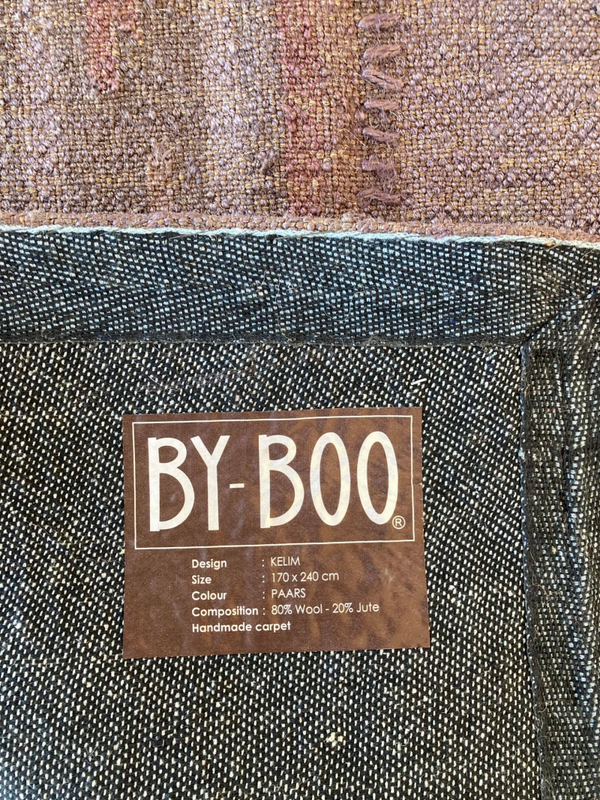 BY-BOO®
Design : KELIM
Size : 170 x 240 cm
Colour : PAARS
Composition : 80% Wool - 20% Jute
Handmade carpet